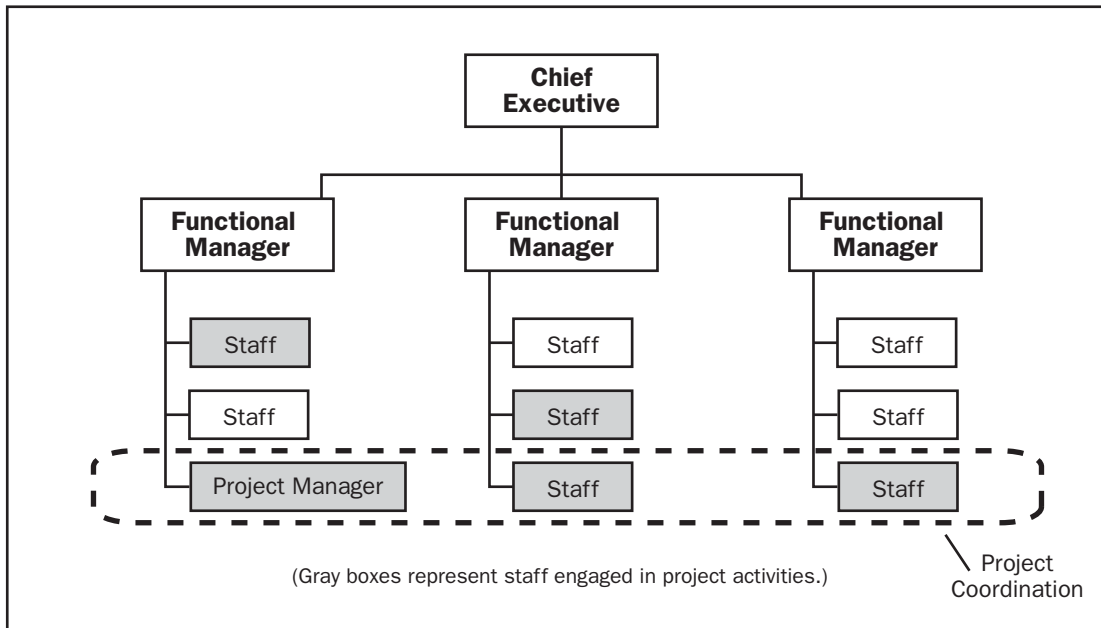 Chief
Executive
Functional
Manager
Functional
Manager
Functional
Manager
Staff
Staff
Staff
Staff
Staff
Staff
Project Manager
Staff
Staff
(Gray boxes represent staff engaged in project activities.)
Project
Coordination